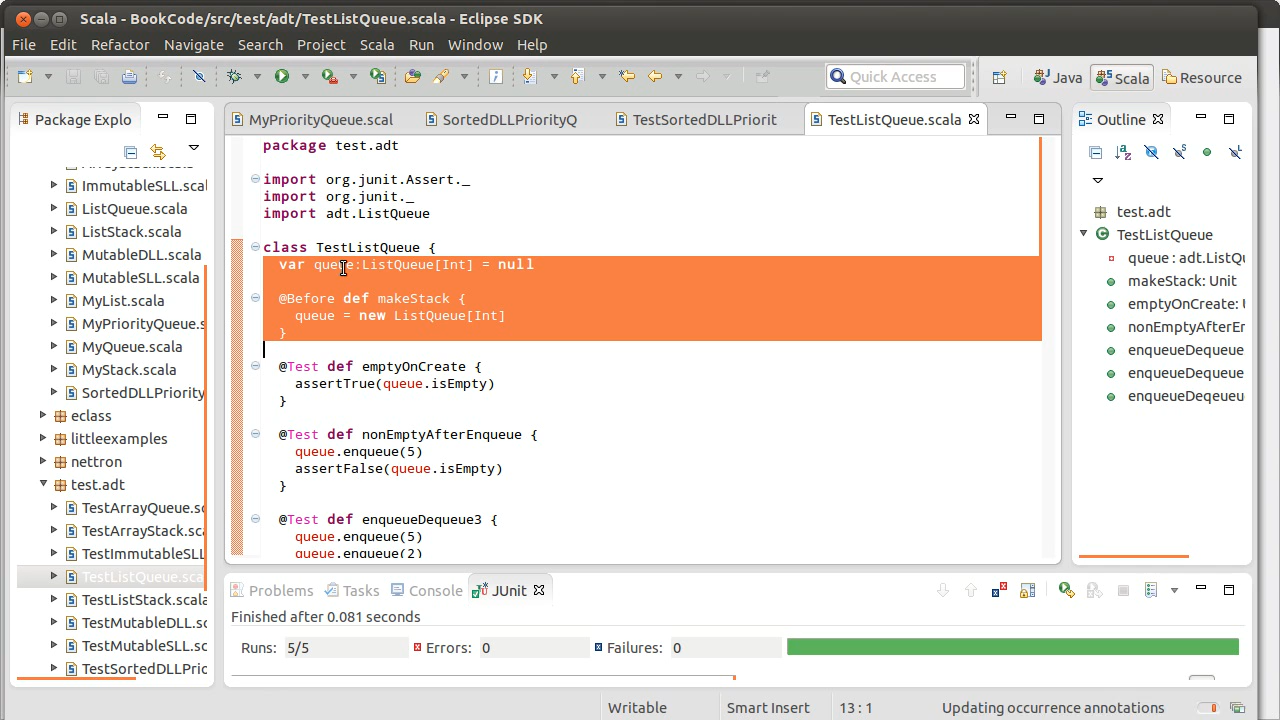 Scala - BookCode/src/test/adt/TestListQueue.scala - Eclipse SDK
File Edit Refactor Navigate Search Project Scala Run Window Help
Quick Access
Java
Scala
Resource
Package Explo
ImmutableSLL.scal
ListQueue.scala
ListStack.scala
MutableDLL.scala
MutableSLL.scala
MyList.scala
MyPriorityQueue.s
MyQueue.scala
MyStack.scala
SortedDLLPriority
eclass
littleexamples
nettron
test.adt
TestArrayQueue.sc
TestArrayStack.sca
TestImmutableSLL
TestListQueue.sca
TestListStack.scala
TestMutableDLL.sc
TestMutableSLL.sc
TestSortedDLLPrio
MyPriorityQueue.scal
SortedDLLPriorityQ
TestSortedDLLPriorit
TestListQueue.scala
package test.adt
import org.junit.Assert._
import org.junit._
import adt.ListQueue
class TestListQueue {
var queue:ListQueue[Int] = null
@Before def makeStack {
queue = new ListQueue[Int]
}
@Test def emptyOnCreate {
assertTrue(queue.isEmpty)
}
@Test def nonEmptyAfterEnqueue {
queue.enqueue(5)
assertFalse(queue.isEmpty)
}
@Test def enqueueDequeue3 {
queue.enqueue(5)
queue.enqueue(2)
Outline
test.adt
TestListQueue
queue : adt.ListQu
makeStack: Unit
emptyOnCreate: U
nonEmptyAfterEn
enqueueDequeue
enqueueDequeue
enqueueDeqeueu
Problems
Tasks
Console
JUnit
Finished after 0.081 seconds
Runs: 5/5
Errors: 0
Failures: 0
Writable
Smart Insert
13 : 1
Updating occurrence annotations